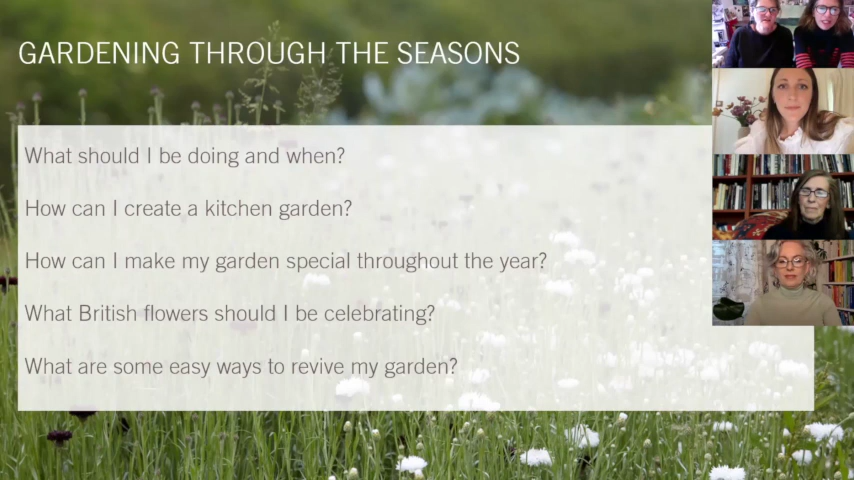 GARDENING THROUGH THE SEASONS
What should I be doing and when?
How can I create a kitchen garden?
How can I make my garden special throughout the year?
What British flowers should I be celebrating?
What are some easy ways to revive my garden?